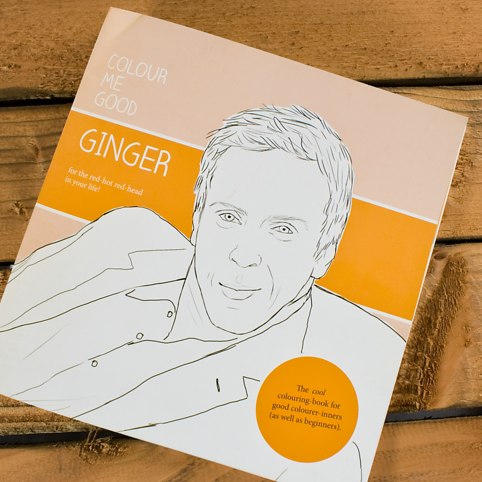 COLOUR
ME
GOOD
GINGER
for the red-hot red-head
in your life!
The cool
colouring-book for
good colourer-inners
(as well as beginners).